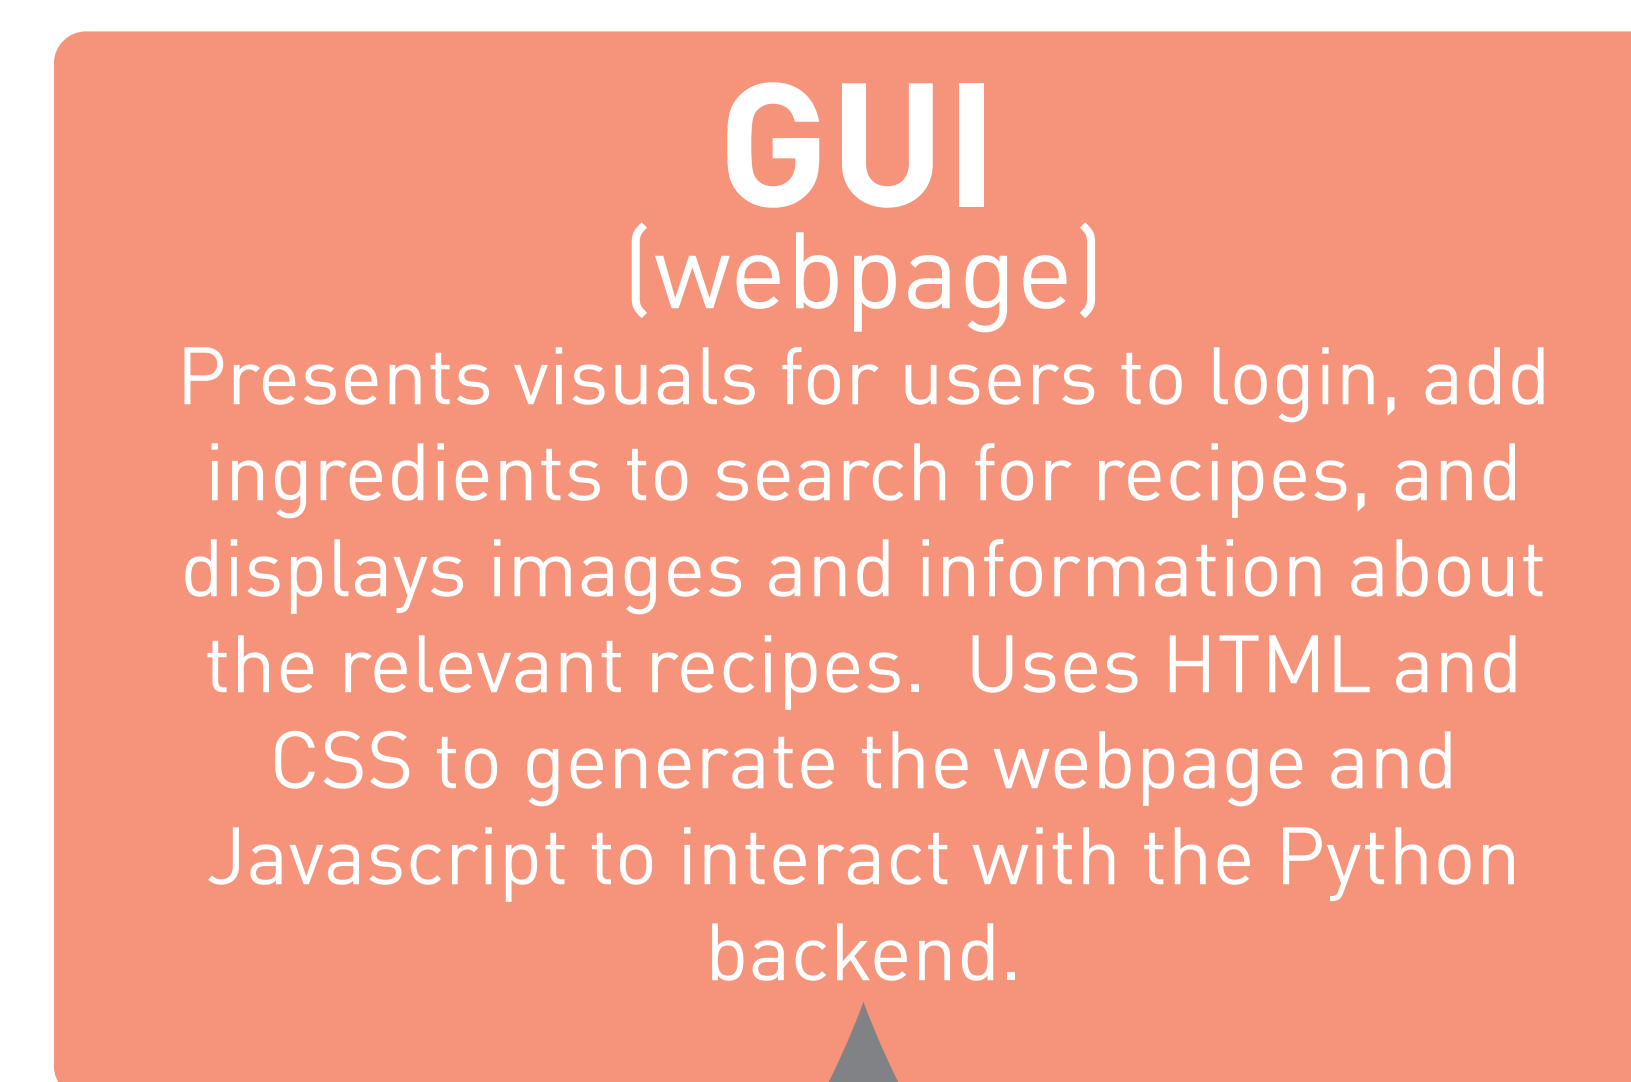 GUI
(webpage)
Presents visuals for users to login, add
ingredients to search for recipes, and
displays images and information about
the relevant recipes.  Uses HTML and
CSS to generate the webpage and
Javascript to interact with the Python
backend.